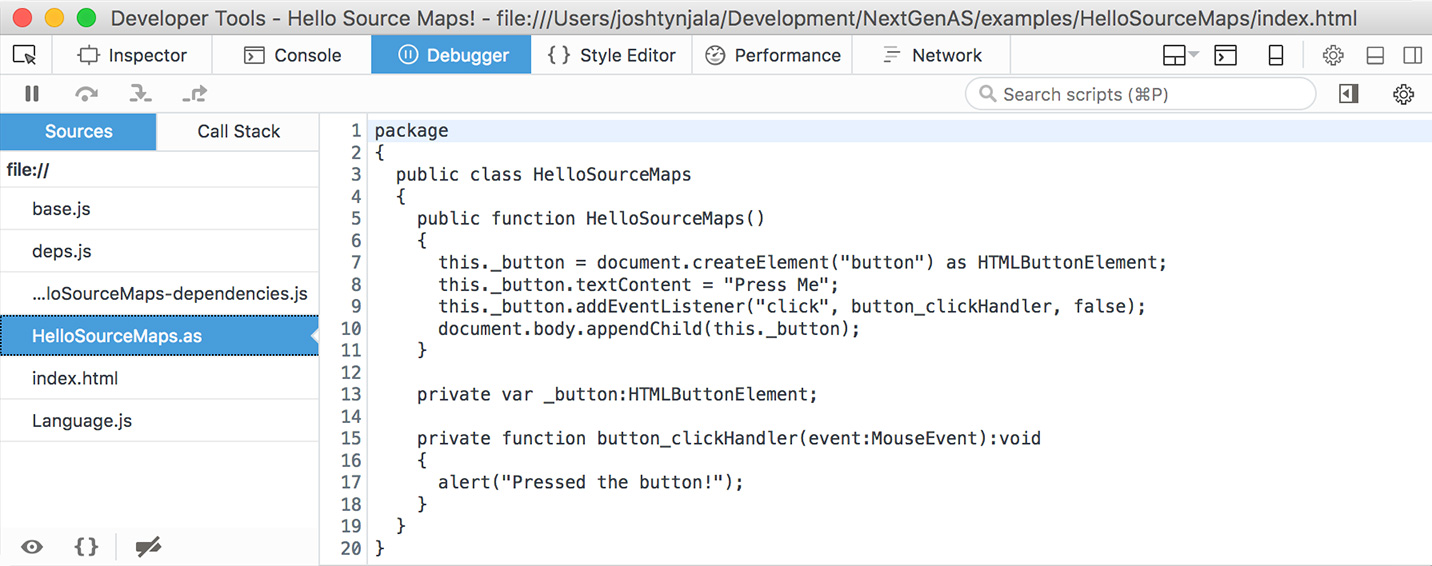 Developer Tools - Hello Source Maps! - file:///Users/joshtynjala/Development/NextGenAS/examples/HelloSourceMaps/index.html
Inspector Console Debugger { } Style Editor Performance Network
Search scripts (⌘P)
Sources Call Stack
file://
base.js
deps.js
...loSourceMaps-dependencies.js
HelloSourceMaps.as
index.html
Language.js
{}
1 package
2 {
3   public class HelloSourceMaps
4   {
5     public function HelloSourceMaps()
6     {
7       this._button = document.createElement("button") as HTMLButtonElement;
8       this._button.textContent = "Press Me";
9       this._button.addEventListener("click", button_clickHandler, false);
10       document.body.appendChild(this._button);
11     }
12
13     private var _button:HTMLButtonElement;
14
15     private function button_clickHandler(event:MouseEvent):void
16     {
17       alert("Pressed the button!");
18     }
19   }
20 }